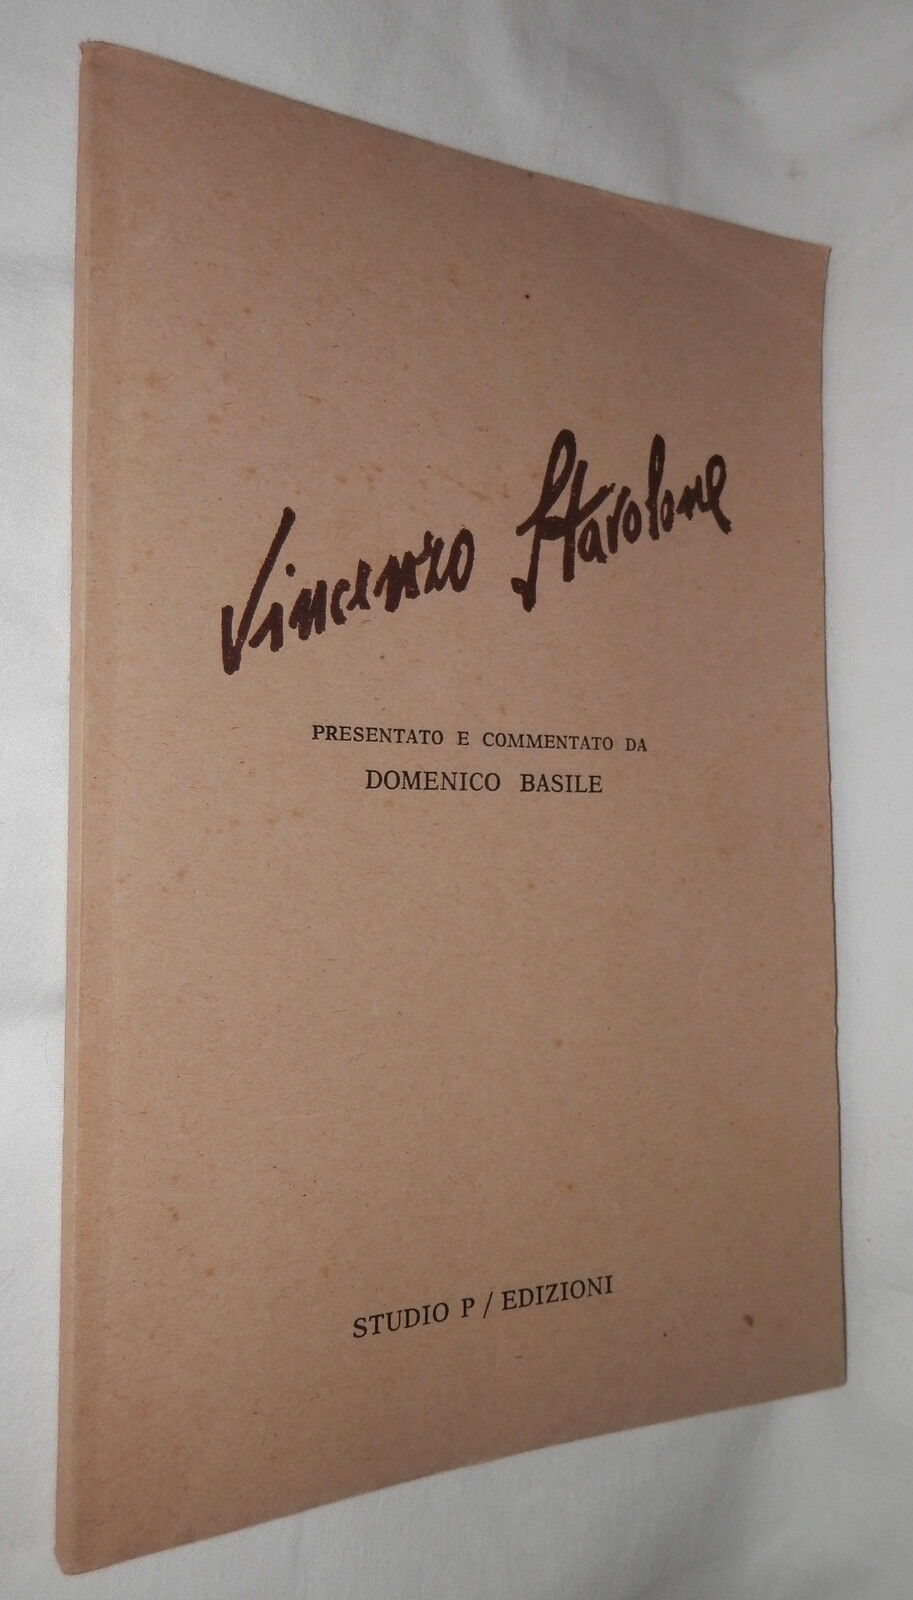 Vincenzo Stavolone
PRESENTATO E COMMENTATO DA
DOMENICO BASILE
STUDIO P / EDIZIONI